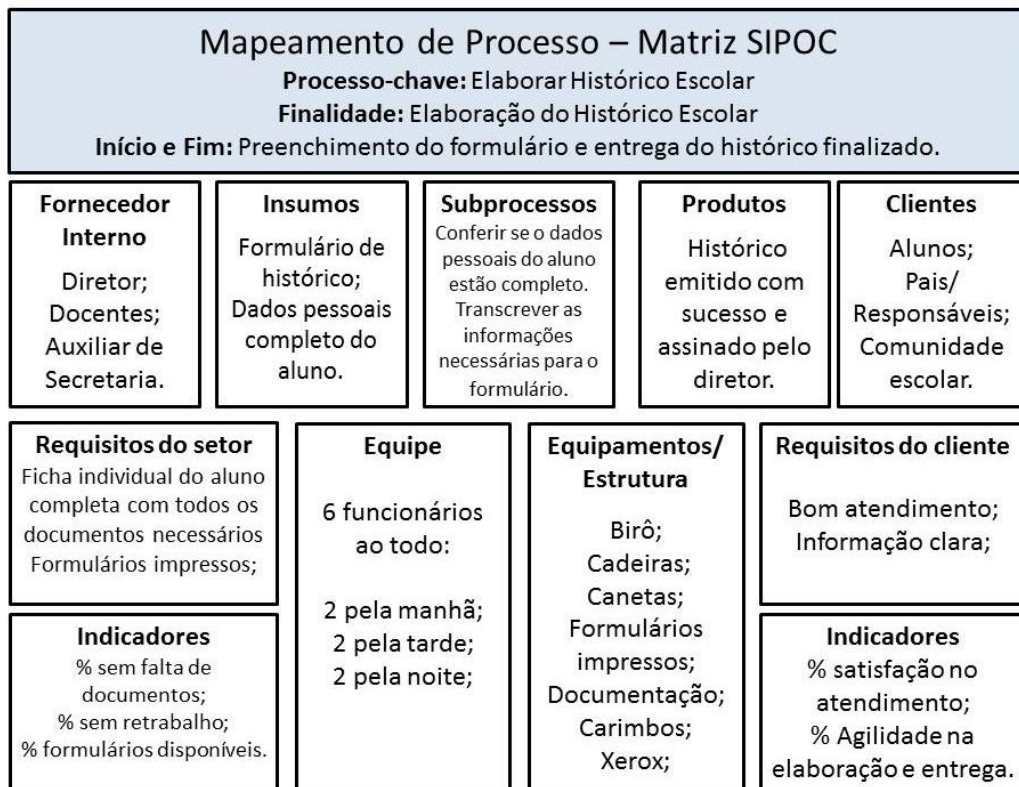 Mapeamento de Processo – Matriz SIPOC
Processo-chave: Elaborar Histórico Escolar
Finalidade: Elaboração do Histórico Escolar
Início e Fim: Preenchimento do formulário e entrega do histórico finalizado.
Fornecedor
Interno
Diretor;
Docentes;
Auxiliar de
Secretaria.
Insumos
Formulário de
histórico;
Dados pessoais
completo do
aluno.
Subprocessos
Conferir se o dados
pessoais do aluno
estão completo.
Transcrever as
informações
necessárias para o
formulário.
Produtos
Histórico
emitido com
sucesso e
assinado pelo
diretor.
Clientes
Alunos;
Pais/
Responsáveis;
Comunidade
escolar.
Requisitos do setor
Ficha individual do aluno
completa com todos os
documentos necessários
Formulários impressos;
Indicadores
% sem falta de
documentos;
% sem retrabalho;
% formulários disponíveis.
Equipe
6 funcionários
ao todo:
2 pela manhã;
2 pela tarde;
2 pela noite;
Equipamentos/
Estrutura
Birô;
Cadeiras;
Canetas;
Formulários
impressos;
Documentação;
Carimbos;
Xerox;
Requisitos do cliente
Bom atendimento;
Informação clara;
Indicadores
% satisfação no
atendimento;
% Agilidade na
elaboração e entrega.